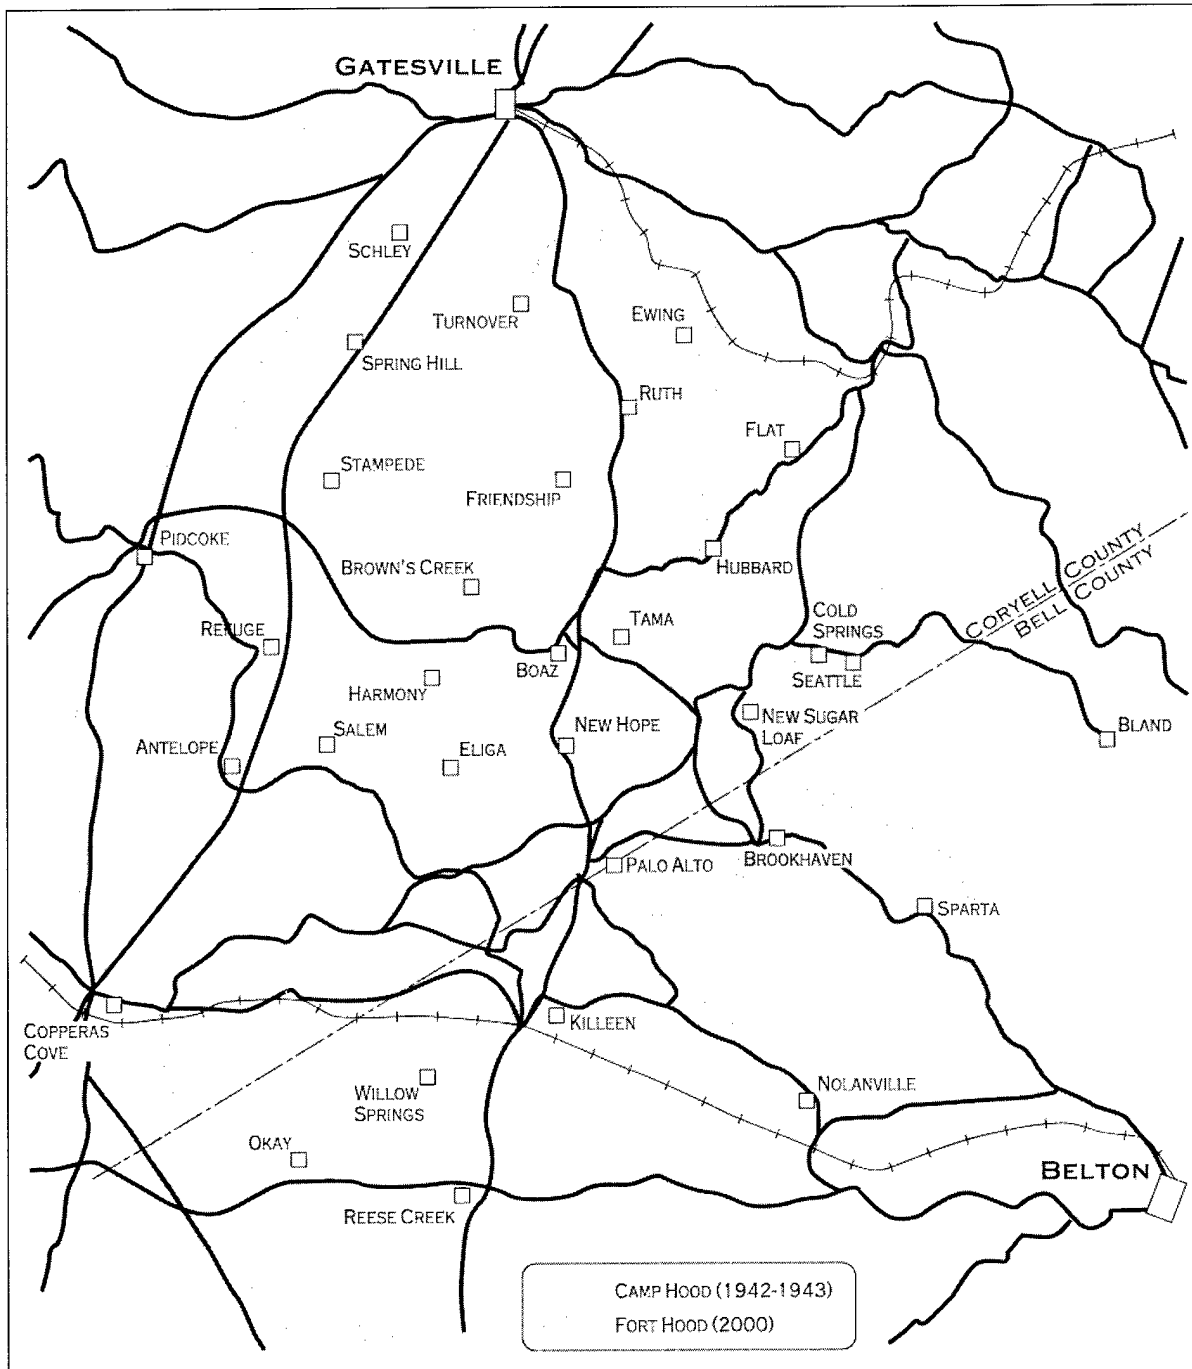 GATESVILLE
SCHLEY
TURNOVER
EWING
SPRING HILL
RUTH
FLAT
STAMPEDE
FRIENDSHIP
PIDCOKE
BROWN'S CREEK
HUBBARD
CORYELL COUNTY
BELL COUNTY
REFUGE
TAMA
COLD
SPRINGS
BOAZ
SEATTLE
HARMONY
SALEM
NEW HOPE
NEW SUGAR
LOAF
BLAND
ANTELOPE
ELIGA
PALO ALTO
BROOKHAVEN
SPARTA
COPPERAS
COVE
KILLEEN
WILLOW
SPRINGS
NOLANVILLE
OKAY
BELTON
REESE CREEK
CAMP HOOD (1942-1943)
FORT HOOD (2000)